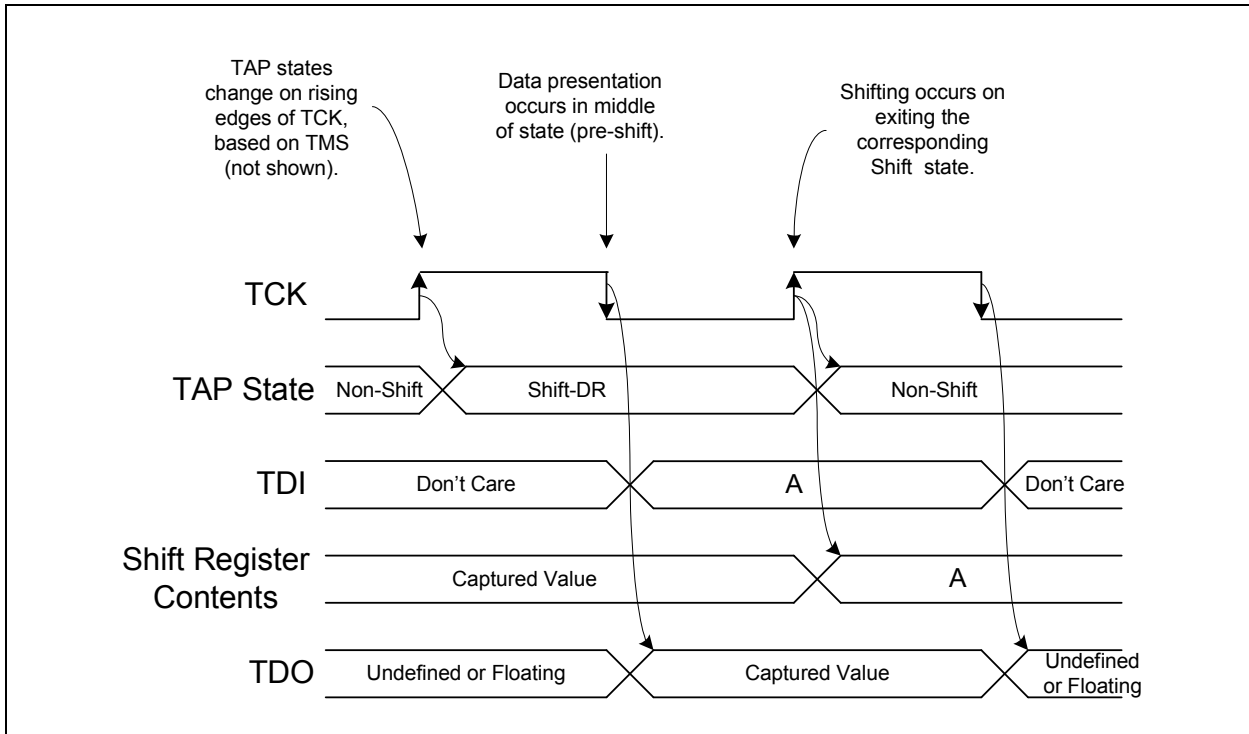 TAP states
change on rising
edges of TCK,
based on TMS
(not shown).
Data presentation
occurs in middle
of state (pre-shift).
Shifting occurs on
exiting the
corresponding
Shift state.
TCK
TAP State
Non-Shift
Shift-DR
Non-Shift
TDI
Don't Care
A
Don't Care
Shift Register
Contents
Captured Value
A
TDO
Undefined or Floating
Captured Value
Undefined
or Floating